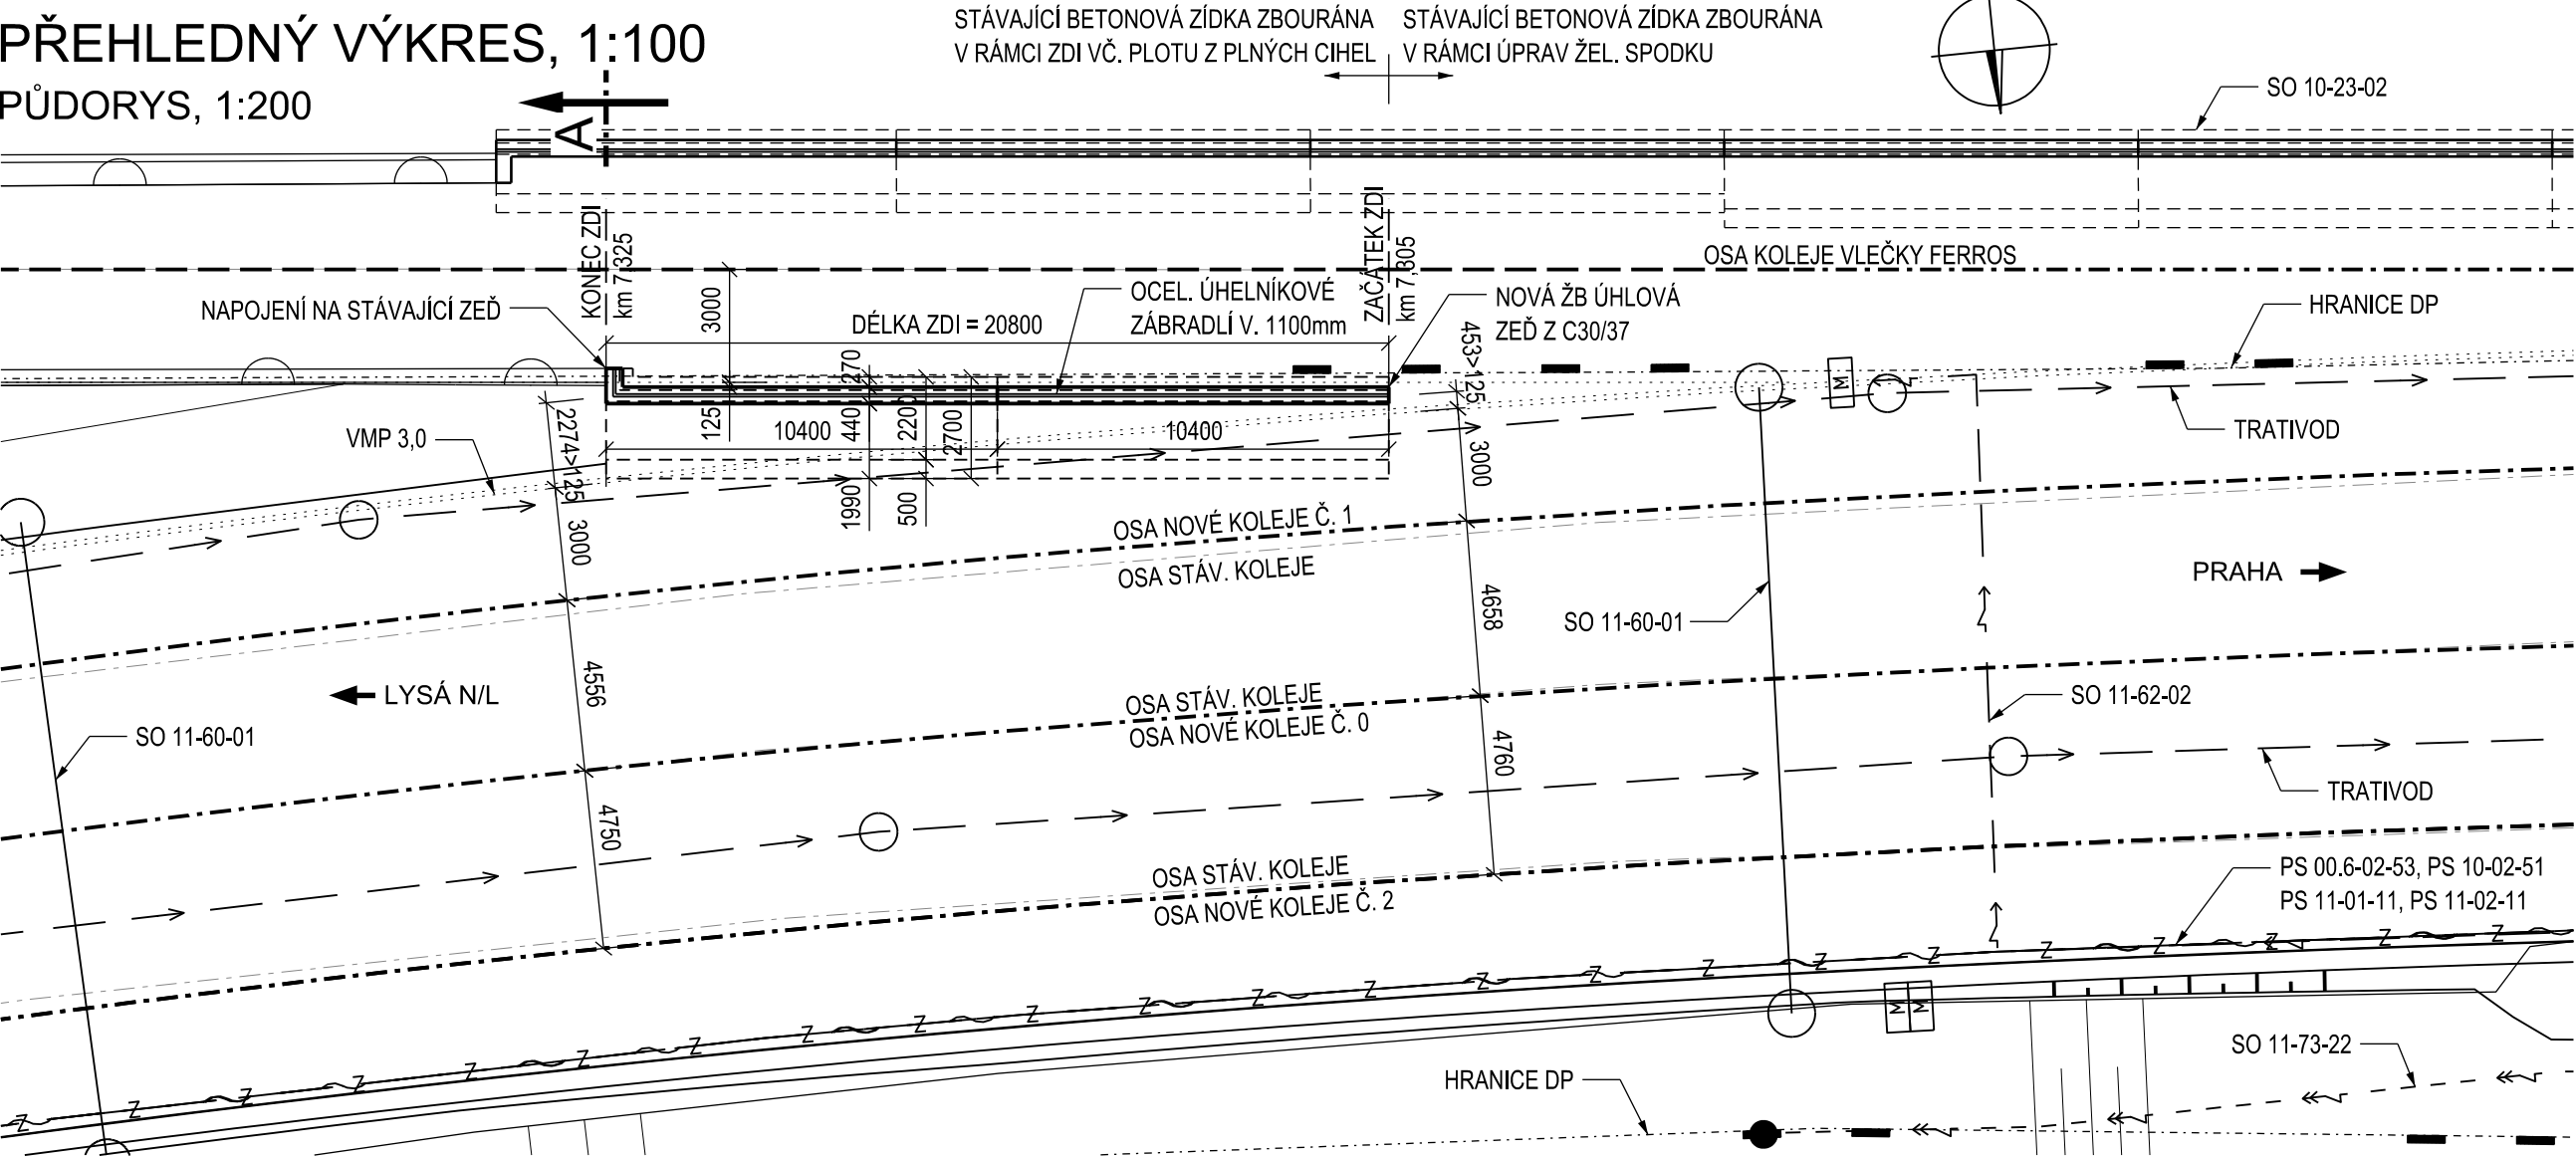 PŘEHLEDNÝ VÝKRES, 1:100
PŮDORYS, 1:200
STÁVAJÍCÍ BETONOVÁ ZÍDKA ZBOURÁNA
V RÁMCI ZDI VČ. PLOTU Z PLNÝCH CIHEL
STÁVAJÍCÍ BETONOVÁ ZÍDKA ZBOURÁNA
V RÁMCI ÚPRAV ŽEL. SPODKU
SO 10-23-02
A
KONEC ZDI
km 7,325
ZAČÁTEK ZDI
km 7,305
OSA KOLEJE VLEČKY FERROS
NAPOJENÍ NA STÁVAJÍCÍ ZEĎ
3000
DÉLKA ZDI = 20800
OCEL. ÚHELNÍKOVÉ
ZÁBRADLÍ V. 1100mm
NOVÁ ŽB ÚHLOVÁ
ZEĎ Z C30/37
HRANICE DP
453>125
270
125
10400
440
2200
2700
10400
M
TRATIVOD
VMP 3,0
2274>125
3000
1990
500
3000
OSA NOVÉ KOLEJE Č. 1
OSA STÁV. KOLEJE
PRAHA
4658
SO 11-60-01
4556
LYSÁ N/L
OSA STÁV. KOLEJE
OSA NOVÉ KOLEJE Č. 0
SO 11-62-02
SO 11-60-01
4760
4750
TRATIVOD
OSA STÁV. KOLEJE
OSA NOVÉ KOLEJE Č. 2
PS 00.6-02-53, PS 10-02-51
PS 11-01-11, PS 11-02-11
Z Z Z Z Z Z Z Z Z Z Z Z Z Z Z Z Z Z Z Z Z Z Z
M M
SO 11-73-22
HRANICE DP